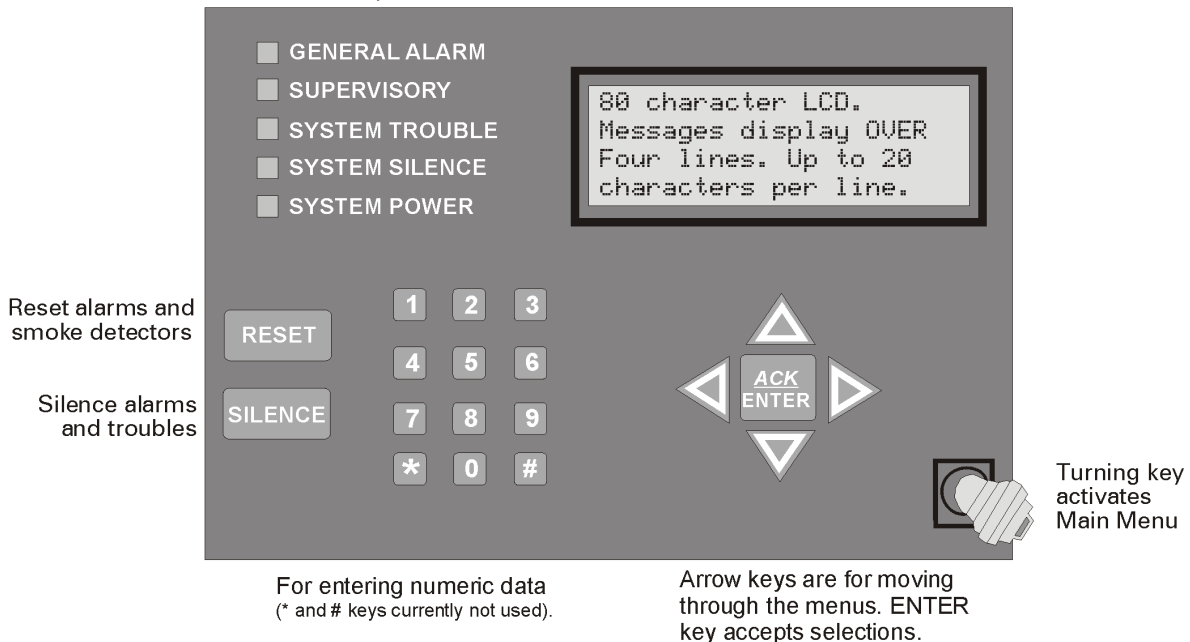 GENERAL ALARM
SUPERVISORY
SYSTEM TROUBLE
SYSTEM SILENCE
SYSTEM POWER
80 character LCD.
Messages display OVER
Four lines. Up to 20
characters per line.
Reset alarms and
smoke detectors
RESET
Silence alarms
and troubles
SILENCE
1 2 3
4 5 6
7 8 9
* 0 #
ACK
ENTER
Turning key
activates
Main Menu
For entering numeric data
(* and # keys currently not used).
Arrow keys are for moving
through the menus. ENTER
key accepts selections.